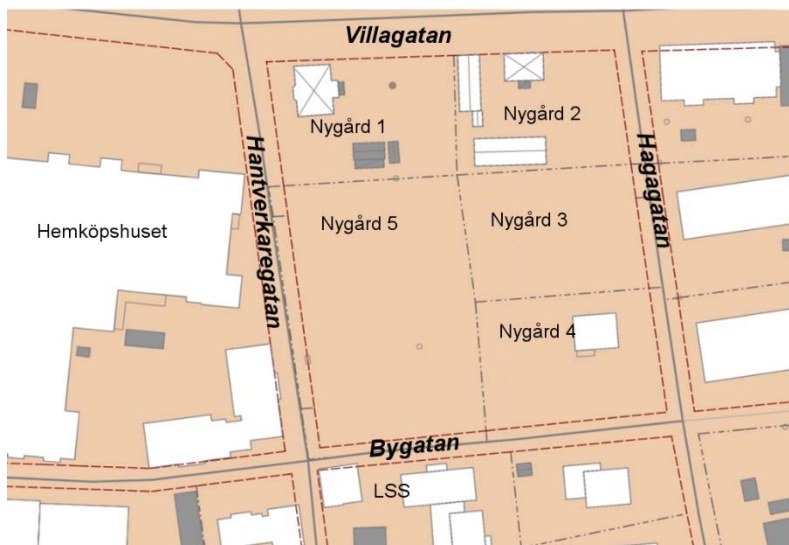 Villagatan
Nygård 1
Nygård 2
Hantverkaregatan
Hagagatan
Hemköpshuset
Nygård 5
Nygård 3
Nygård 4
Bygatan
LSS